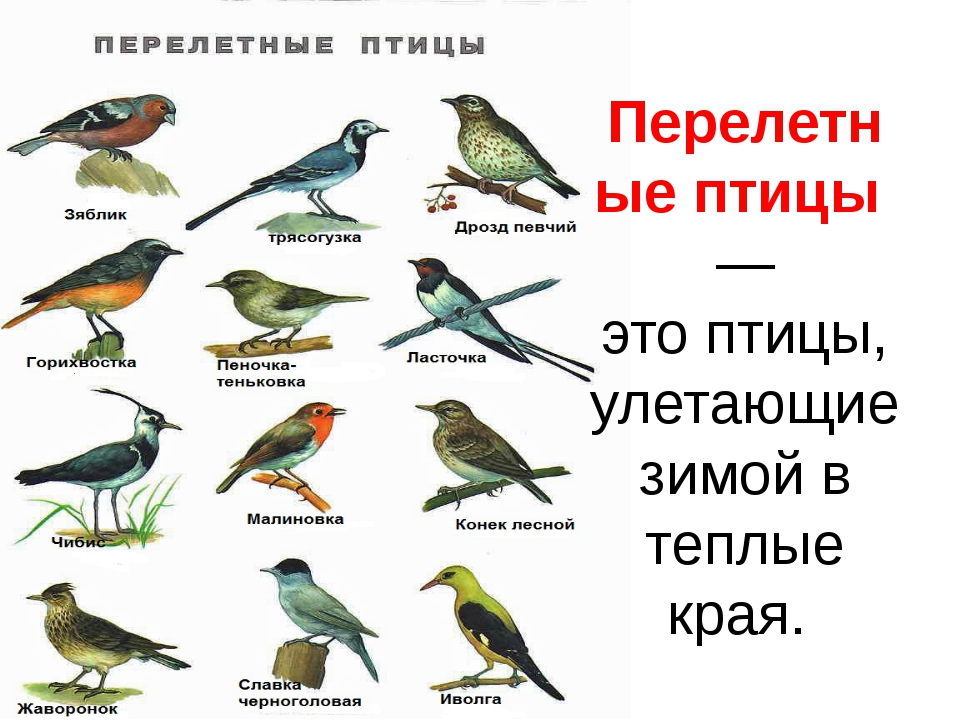 ПЕРЕЛЕТНЫЕ ПТИЦЫ
Зяблик
трясогузка
Дрозд певчий
Горихвостка
Пеночка-
теньковка
Ласточка
Чибис
Малиновка
Конек лесной
Жаворонок
Славка
черноголовая
Иволга
Перелетн
ые птицы
—
это птицы,
улетающие
зимой в
теплые
края.